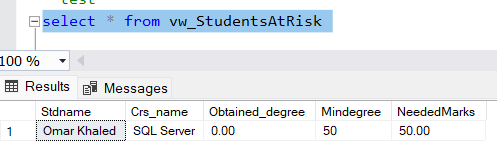 test
select * from vw_StudentsAtRisk
100 %
Results Messages
Stdname Crs_name Obtained_degree Mindegree NeededMarks
1 Omar Khaled SQL Server 0.00 50 50.00